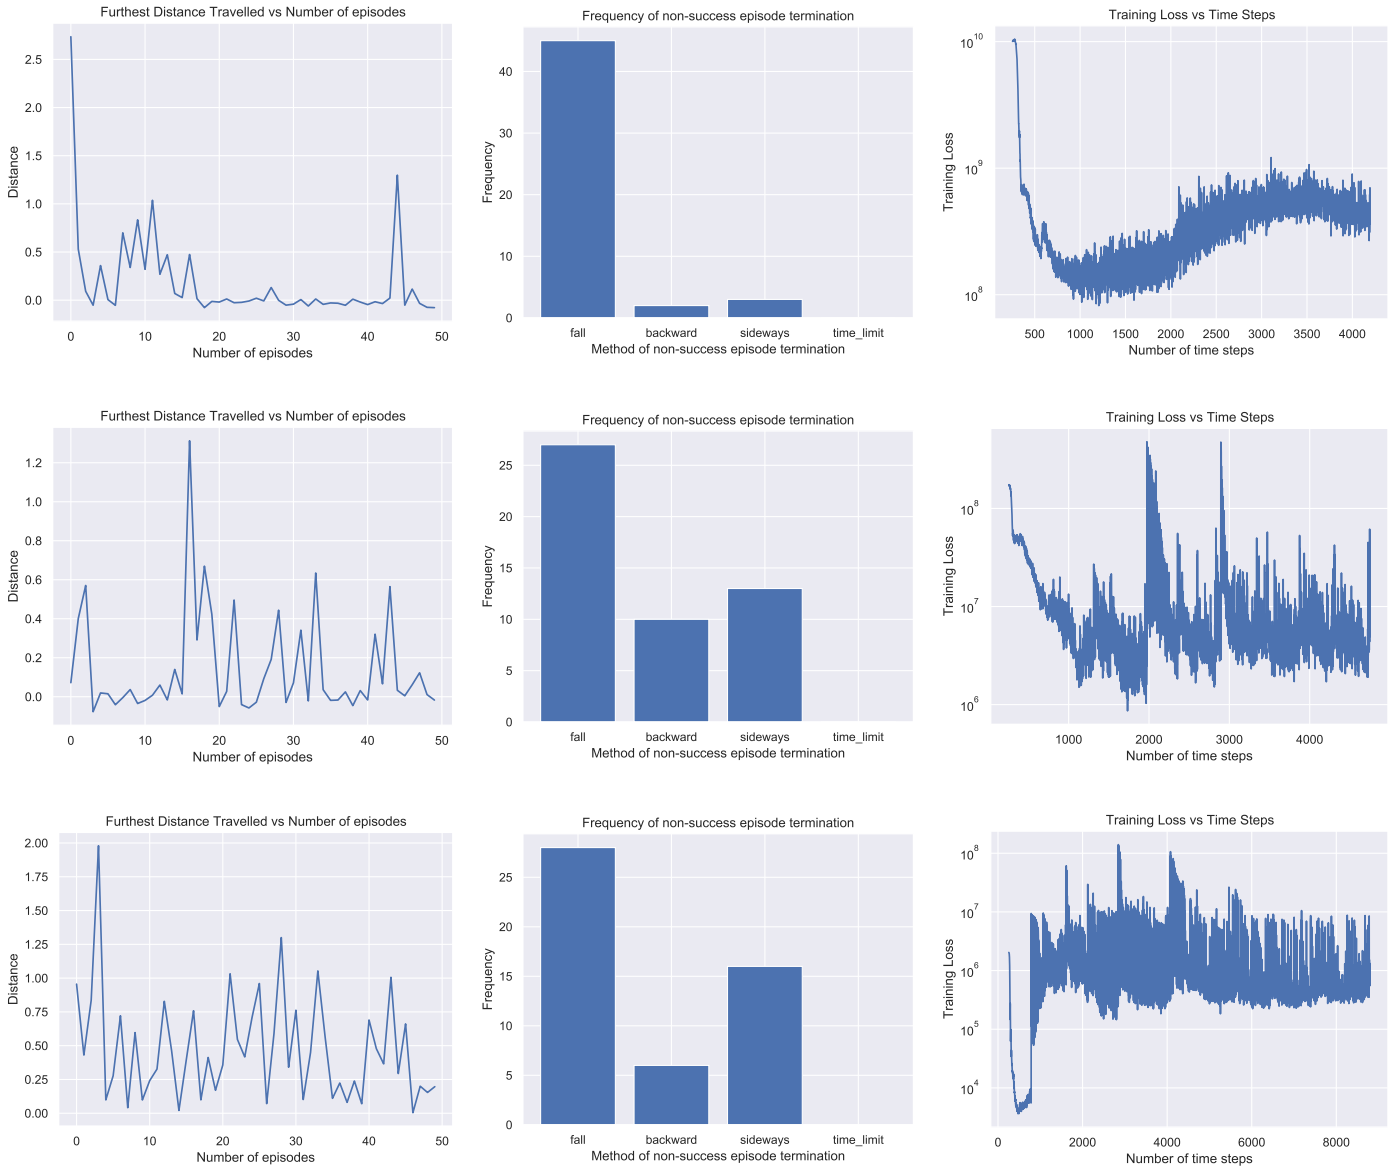 Furthest Distance Travelled vs Number of episodes
2.5
2.0
1.5
1.0
0.5
0.0
Distance
0 10 20 30 40 50
Number of episodes
Frequency of non-success episode termination
40
30
20
10
0
Frequency
fall backward sideways time_limit
Method of non-success episode termination
Training Loss vs Time Steps
10^10
10^9
10^8
Training Loss
500 1000 1500 2000 2500 3000 3500 4000
Number of time steps
Furthest Distance Travelled vs Number of episodes
1.2
1.0
0.8
0.6
0.4
0.2
0.0
Distance
0 10 20 30 40 50
Number of episodes
Frequency of non-success episode termination
25
20
15
10
5
0
Frequency
fall backward sideways time_limit
Method of non-success episode termination
Training Loss vs Time Steps
10^8
10^7
10^6
Training Loss
1000 2000 3000 4000
Number of time steps
Furthest Distance Travelled vs Number of episodes
2.00
1.75
1.50
1.25
1.00
0.75
0.50
0.25
0.00
Distance
0 10 20 30 40 50
Number of episodes
Frequency of non-success episode termination
25
20
15
10
5
0
Frequency
fall backward sideways time_limit
Method of non-success episode termination
Training Loss vs Time Steps
10^8
10^7
10^6
10^5
10^4
Training Loss
0 2000 4000 6000 8000
Number of time steps